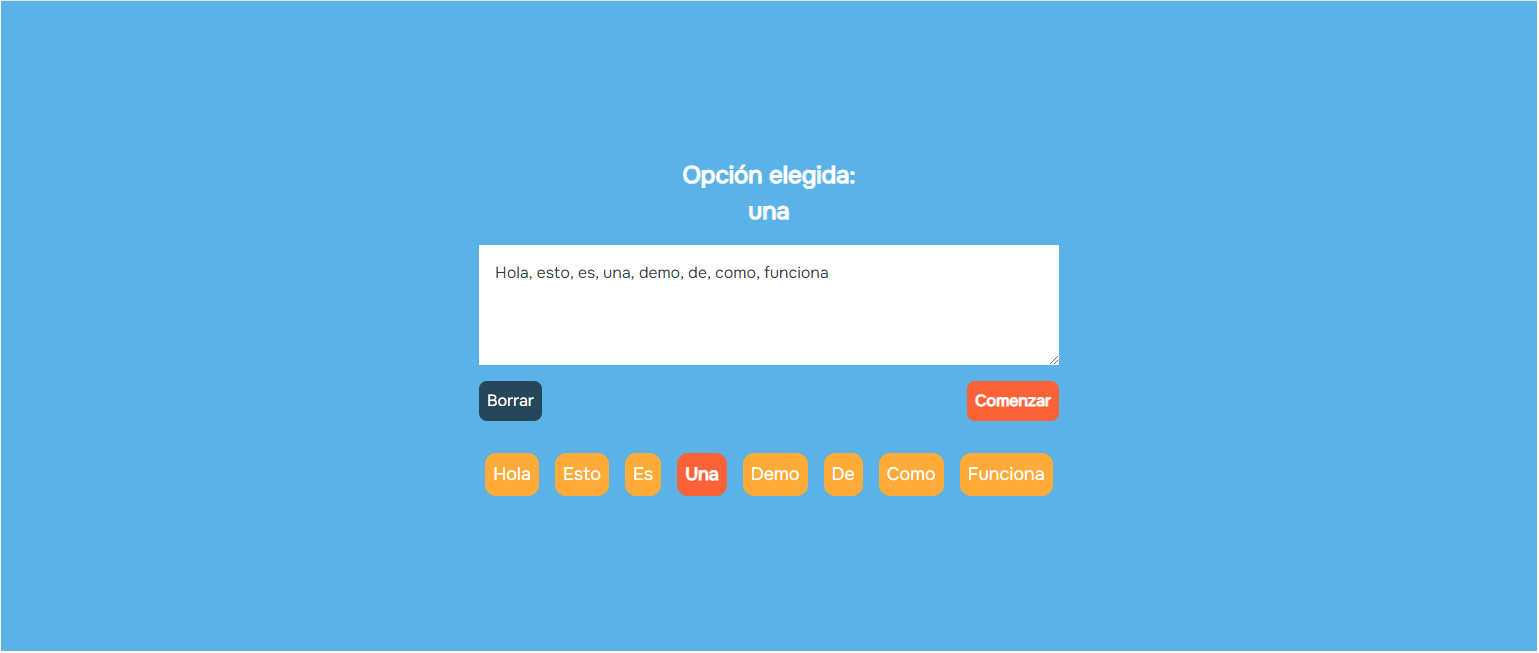 Opción elegida:
una
Hola, esto, es, una, demo, de, como, funciona
Borrar Comenzar
Hola Esto Es Una Demo De Como Funciona